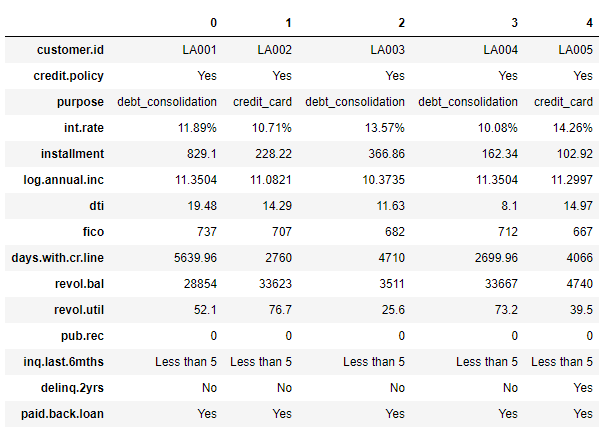 0 1 2 3 4
customer.id LA001 LA002 LA003 LA004 LA005
credit.policy Yes Yes Yes Yes Yes
purpose debt_consolidation credit_card debt_consolidation debt_consolidation credit_card
int.rate 11.89% 10.71% 13.57% 10.08% 14.26%
installment 829.1 228.22 366.86 162.34 102.92
log.annual.inc 11.3504 11.0821 10.3735 11.3504 11.2997
dti 19.48 14.29 11.63 8.1 14.97
fico 737 707 682 712 667
days.with.cr.line 5639.96 2760 4710 2699.96 4066
revol.bal 28854 33623 3511 33667 4740
revol.util 52.1 76.7 25.6 73.2 39.5
pub.rec 0 0 0 0 0
inq.last.6mths Less than 5 Less than 5 Less than 5 Less than 5 Less than 5
delinq.2yrs No No No No Yes
paid.back.loan Yes Yes Yes Yes Yes